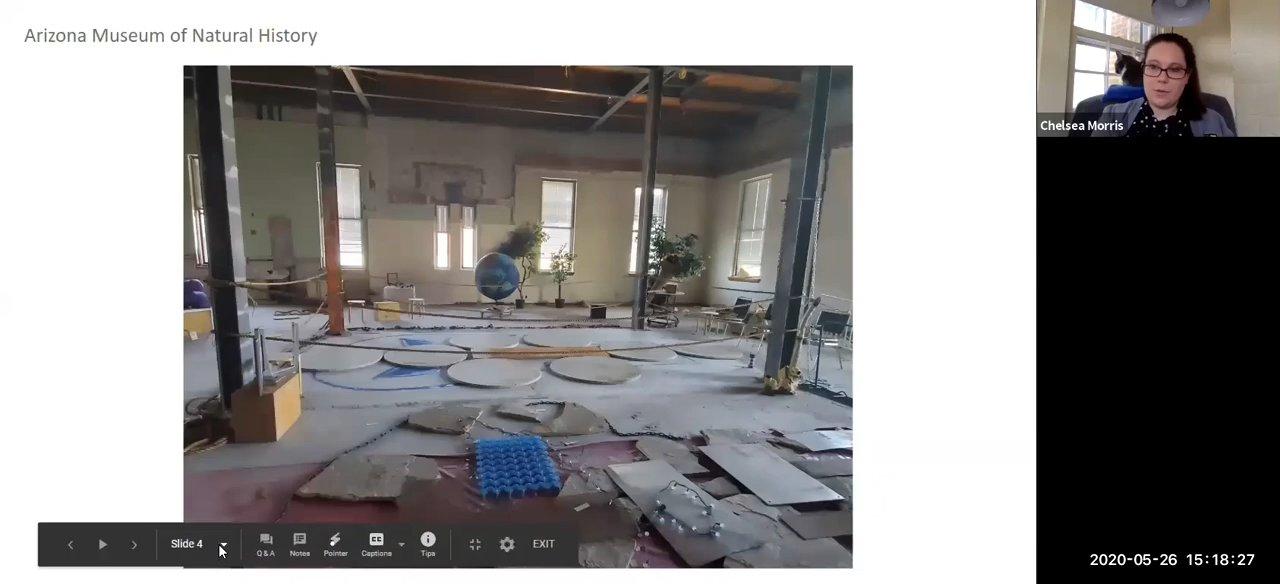 Arizona Museum of Natural History
Chelsea Morris
Slide 4
Q & A
Notes
Pointer
Captions
Tips
EXIT
2020-05-26 15:18:27